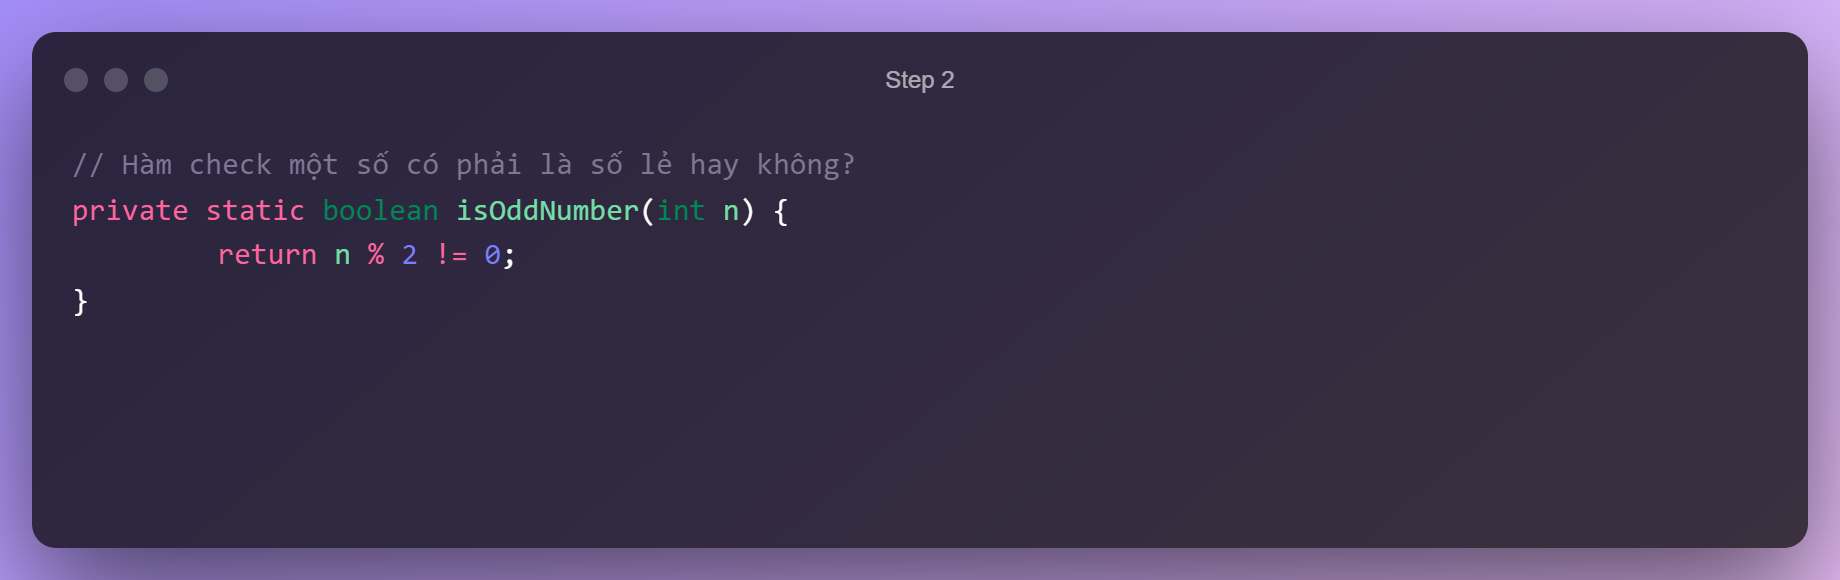 Step 2
// Hàm check một số có phải là số lẻ hay không?
private static boolean isOddNumber(int n) {
        return n % 2 != 0;
}